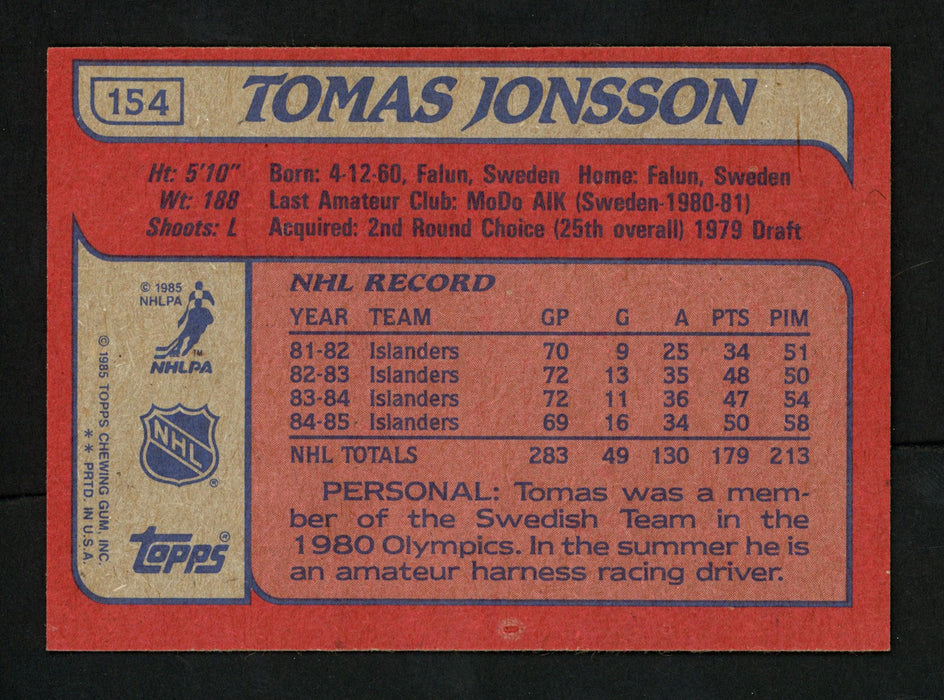 154
TOMAS JONSSON
Ht: 5'10" Born: 4-12-60, Falun, Sweden Home: Falun, Sweden
Wt: 188 Last Amateur Club: MoDo AIK (Sweden-1980-81)
Shoots: L Acquired: 2nd Round Choice (25th overall) 1979 Draft
© 1985
NHLPA
TM
NHLPA
NHL
®
topps®
© 1985 TOPPS CHEWING GUM, INC.
** PRTD. IN U.S.A.
NHL RECORD
YEAR TEAM GP G A PTS PIM
81-82 Islanders 70 9 25 34 51
82-83 Islanders 72 13 35 48 50
83-84 Islanders 72 11 36 47 54
84-85 Islanders 69 16 34 50 58
NHL TOTALS 283 49 130 179 213
PERSONAL: Tomas was a mem-
ber of the Swedish Team in the
1980 Olympics. In the summer he is
an amateur harness racing driver.